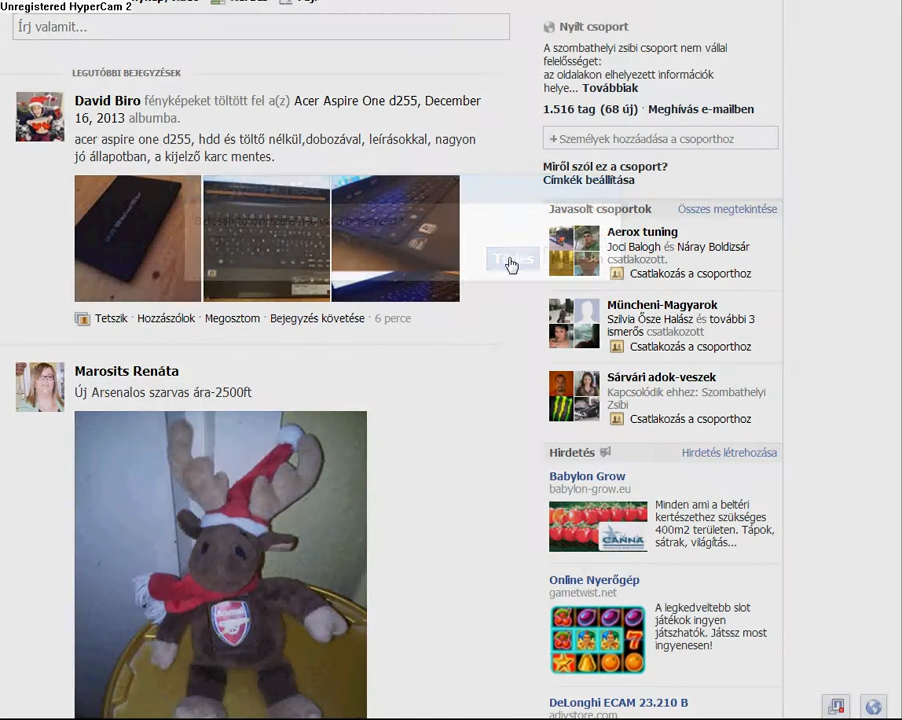 Unregistered HyperCam 2
Írj valamit...
LEGUTÓBBI BEJEGYZÉSEK
David Biro fényképeket töltött fel a(z) Acer Aspire One d255, December
16, 2013 albumba.
acer aspire one d255, hdd és töltő nélkül,dobozával, leírásokkal, nagyon
jó állapotban, a kijelző karc mentes.
Tetszik · Hozzászólok · Megosztom · Bejegyzés követése · 6 perce
Marosits Renáta
Új Arsenalos szarvas ára-2500ft
Nyílt csoport
A szombathelyi zsibi csoport nem vállal
felelősséget:
az oldalakon elhelyezett információk
helye... Továbbiak
1.516 tag (68 új) · Meghívás e-mailben
+ Személyek hozzáadása a csoporthoz
Miről szól ez a csoport?
Címkék beállítása
Javasolt csoportok
Összes megtekintése
Aerox tuning
Joci Balogh és Náray Boldizsár
csatlakozott.
Csatlakozás a csoporthoz
Müncheni-Magyarok
Szilvia Ősze Halász és további 3
ismerős csatlakozott
Csatlakozás a csoporthoz
Sárvári adok-veszek
Kapcsolódik ehhez: Szombathelyi
Zsibi
Csatlakozás a csoporthoz
Hirdetés
Hirdetés létrehozása
Babylon Grow
babylon-grow.eu
Minden ami a beltéri
kertészethez szükséges
400m2 területen. Tápok,
sátrak, világítás...
CANNA
Online Nyerőgép
gametwist.net
A legkedveltebb slot
játékok ingyen
játszhatók. Játssz most
ingyenesen!
DeLonghi ECAM 23.210 B
adivstore.com